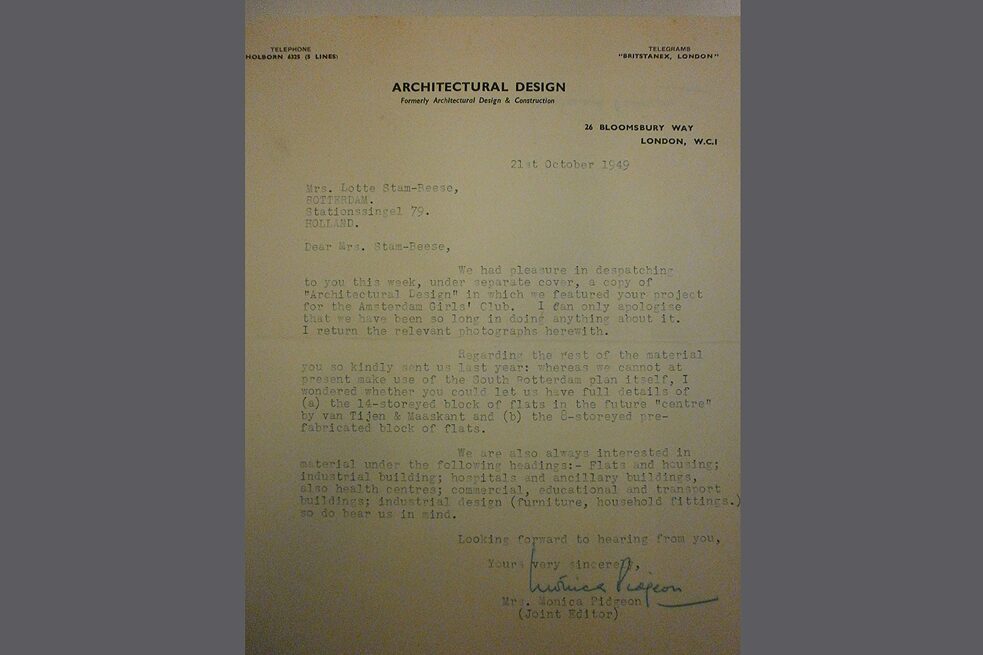 TELEPHONE
HOLBORN 6325 (5 LINES)
TELEGRAMS
"BRITSTANEX, LONDON"
ARCHITECTURAL DESIGN
Formerly Architectural Design & Construction
26 BLOOMSBURY WAY
LONDON, W.C.1
21st October 1949
Mrs. Lotte Stam-Beese,
ROTTERDAM.
Stationssingel 79.
HOLLAND.
Dear Mrs. Stam-Beese,
We had pleasure in despatching
to you this week, under separate cover, a copy of
"Architectural Design" in which we featured your project
for the Amsterdam Girls' Club. I can only apologise
that we have been so long in doing anything about it.
I return the relevant photographs herewith.
Regarding the rest of the material
you so kindly sent us last year: whereas we cannot at
present make use of the South Rotterdam plan itself, I
wondered whether you could let us have full details of
(a) the 14-storeyed block of flats in the future "centre"
by van Tijen & Maaskant and (b) the 8-storeyed pre-
fabricated block of flats.
We are also always interested in
material under the following headings:- Flats and housing;
industrial building; hospitals and ancillary buildings,
also health centres; commercial, educational and transport
buildings; industrial design (furniture, household fittings.)
so do bear us in mind.
Looking forward to hearing from you,
Yours very sincerely,
Monica Pidgeon
Mrs. Monica Pidgeon
(Joint Editor)